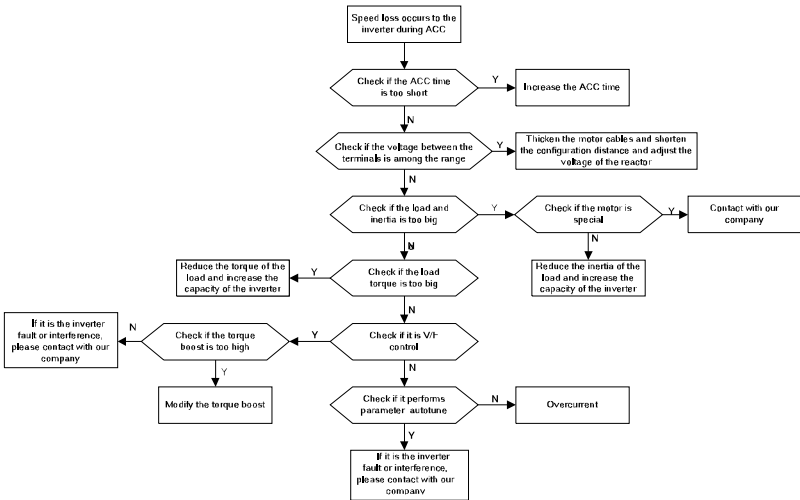 Speed loss occurs to the
inverter during ACC
Check if the ACC time
is too short
Y
Increase the ACC time
N
Check if the voltage between the
terminals is among the range
Y
Thicken the motor cables and shorten
the configuration distance and adjust the
voltage of the reactor
N
Check if the load and
inertia is too big
Y
Check if the motor is
special
Y
Contact with our
company
N
N
Reduce the torque of the
load and increase the
capacity of the inverter
Y
Check if the load
torque is too big
Reduce the inertia of the
load and increase the
capacity of the inverter
N
If it is the inverter
fault or interference,
please contact with our
company
N
Check if the torque
boost is too high
Y
Check if it is V/F
control
Y
N
Modify the torque boost
Check if it performs
parameter autotune
N
Overcurrent
Y
If it is the inverter
fault or interference,
please contact with our
company